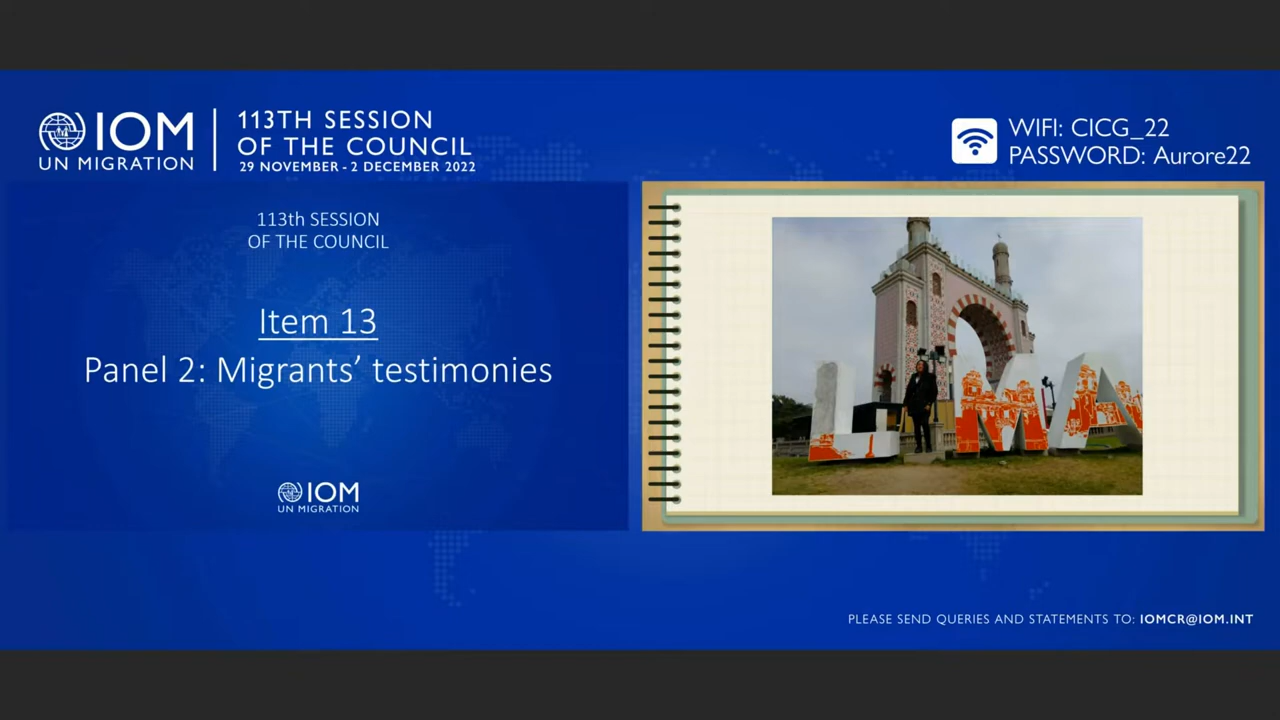 IOM
UN MIGRATION
113TH SESSION
OF THE COUNCIL
29 NOVEMBER - 2 DECEMBER 2022
WIFI: CICG_22
PASSWORD: Aurore22
113th SESSION
OF THE COUNCIL
Item 13
Panel 2: Migrants’ testimonies
IOM
UN MIGRATION
LIMA
PLEASE SEND QUERIES AND STATEMENTS TO: IOMCR@IOM.INT